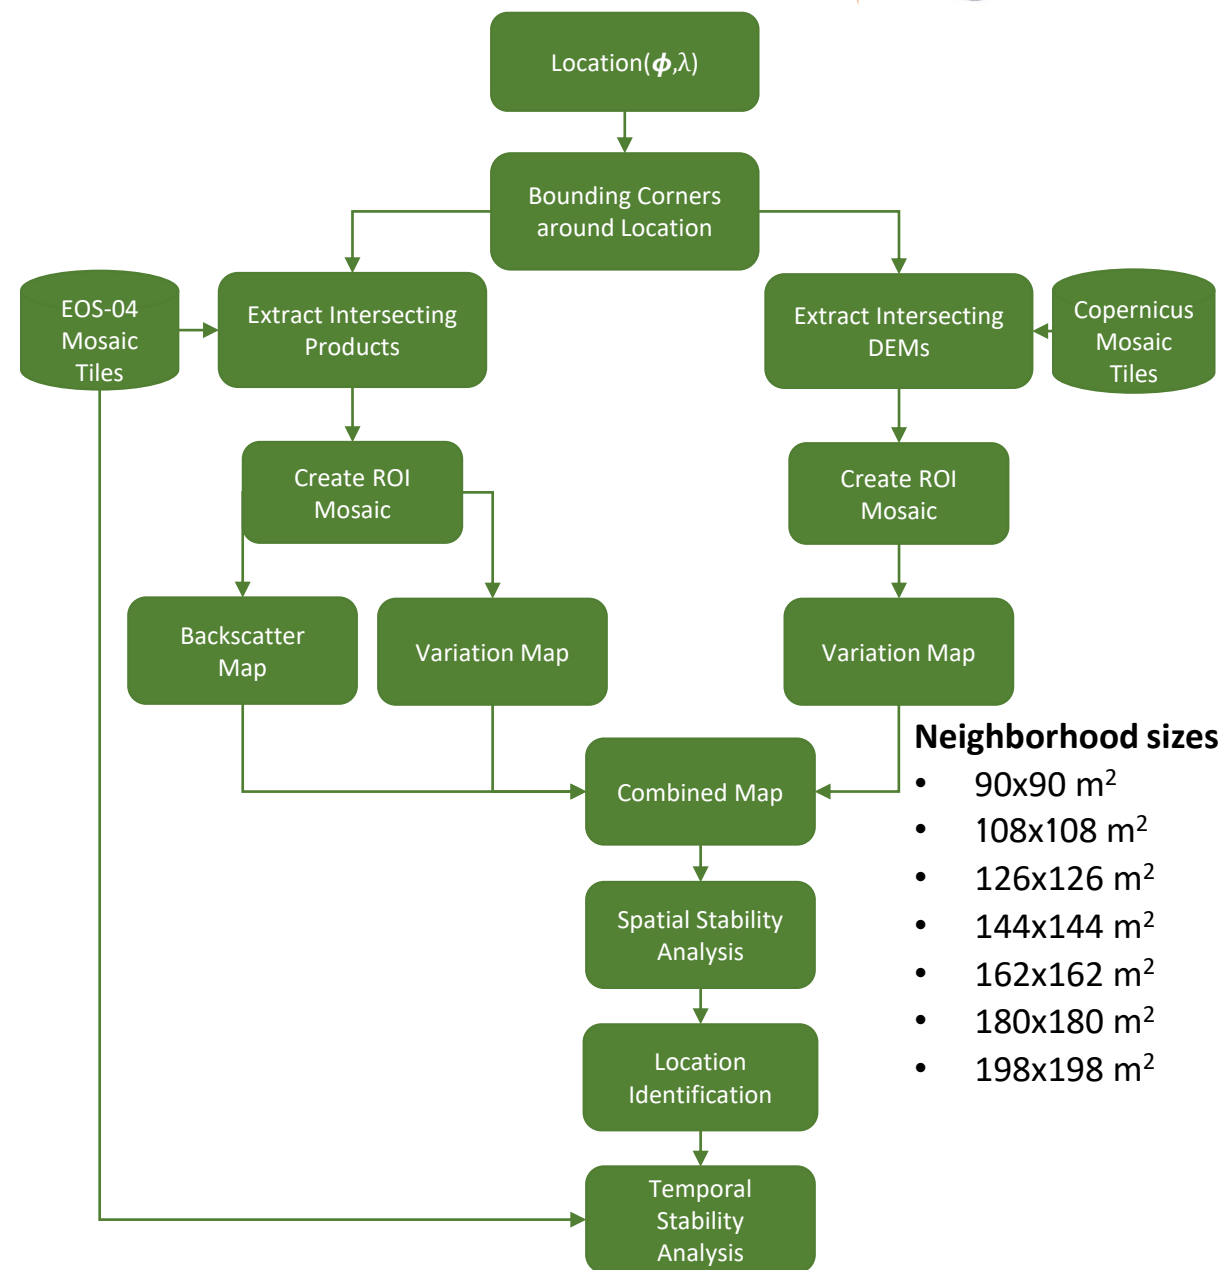 Location(ϕ,λ)
Bounding Corners
around Location
EOS-04
Mosaic
Tiles
Extract Intersecting
Products
Extract Intersecting
DEMs
Copernicus
Mosaic
Tiles
Create ROI
Mosaic
Create ROI
Mosaic
Backscatter
Map
Variation Map
Variation Map
Combined Map
Neighborhood sizes
• 90x90 m²
• 108x108 m²
• 126x126 m²
• 144x144 m²
• 162x162 m²
• 180x180 m²
• 198x198 m²
Spatial Stability
Analysis
Location
Identification
Temporal
Stability
Analysis